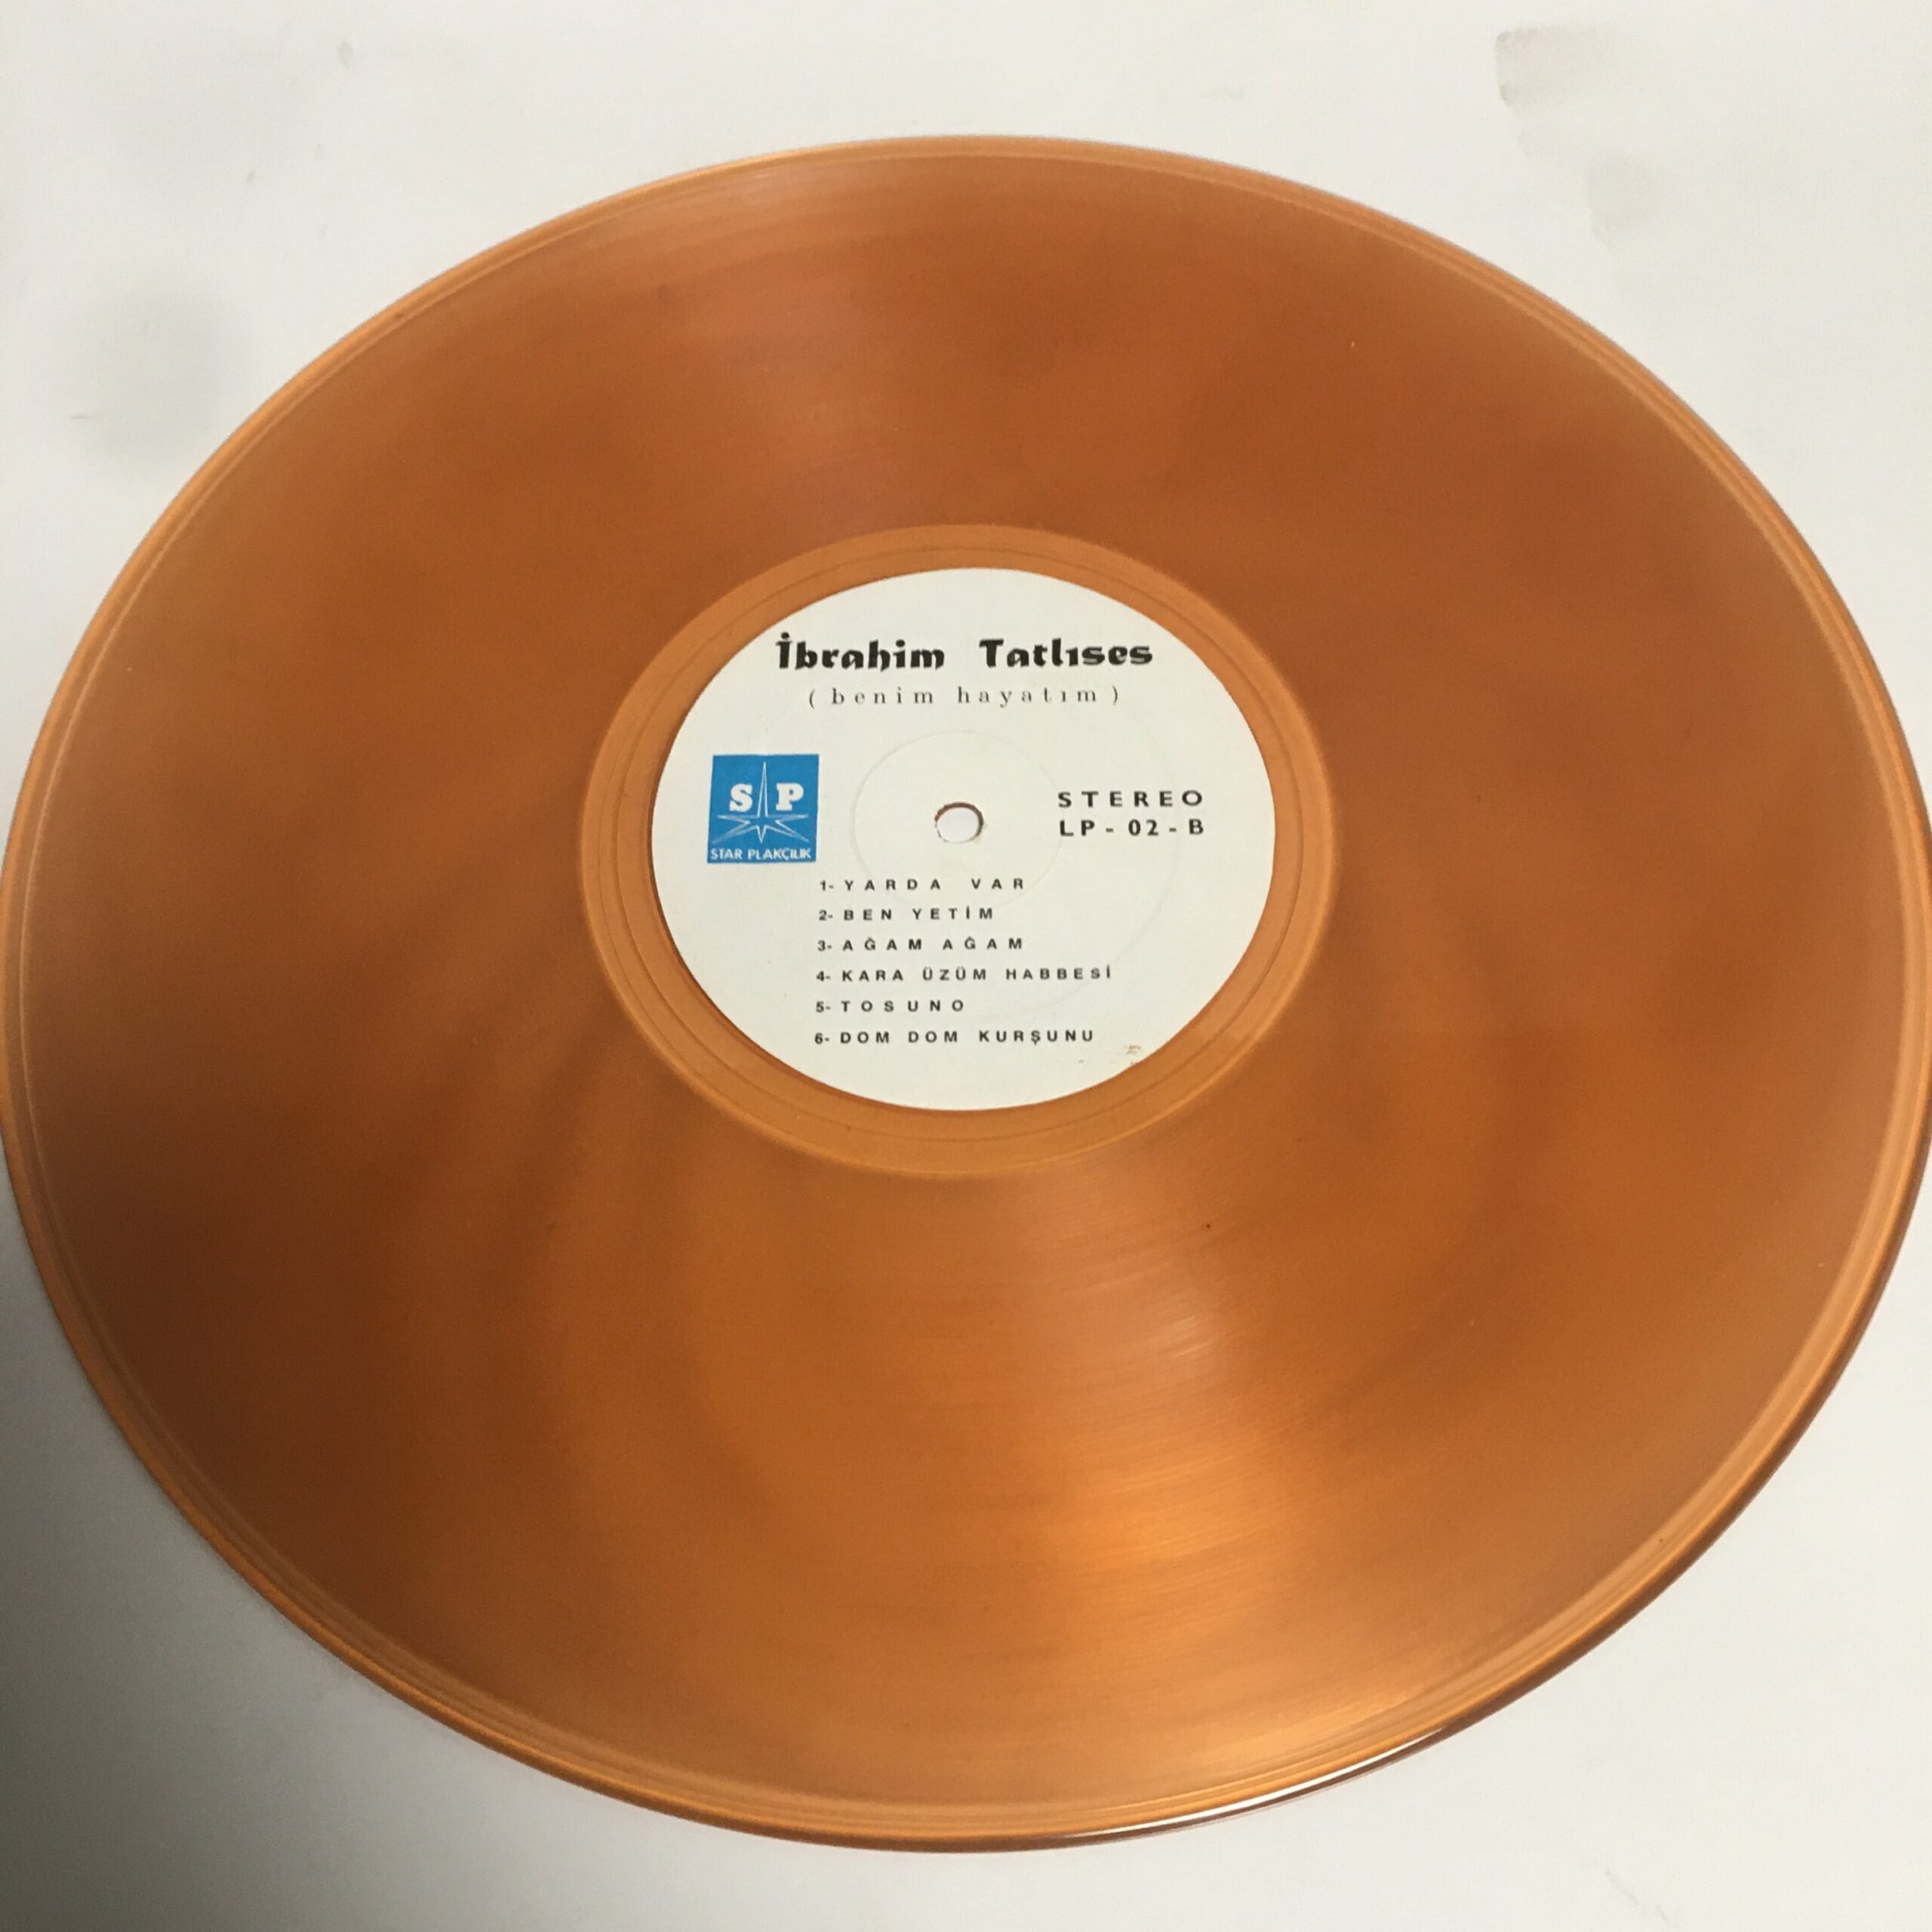 İbrahim Tatlıses
( benim hayatım )
S P
STAR PLAKÇILIK
STEREO
LP - 02 - B
1- YARDA VAR
2- BEN YETİM
3- AĞAM AĞAM
4- KARA ÜZÜM HABBESİ
5- TOSUNO
6- DOM DOM KURŞUNU